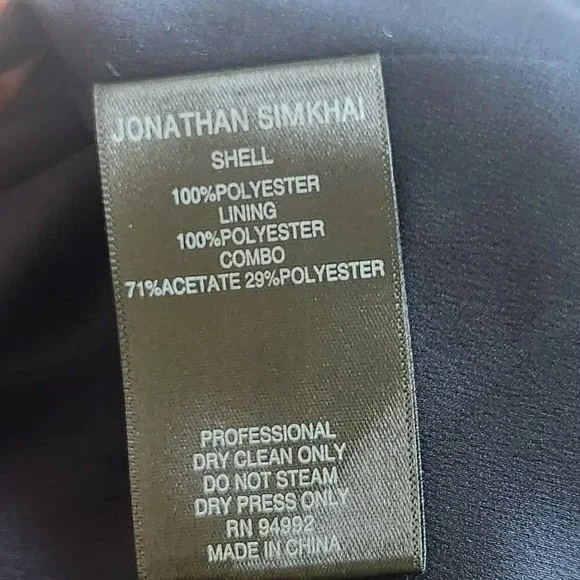 JONATHAN SIMKHAI
SHELL
100%POLYESTER
LINING
100%POLYESTER
COMBO
71%ACETATE 29%POLYESTER
PROFESSIONAL
DRY CLEAN ONLY
DO NOT STEAM
DRY PRESS ONLY
RN 94992
MADE IN CHINA